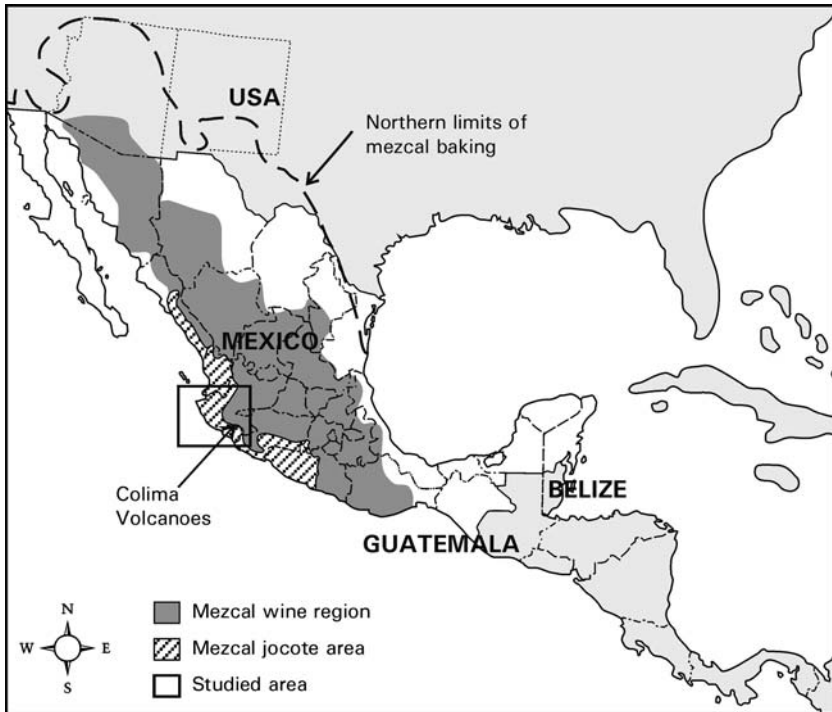 USA
Northern limits of
mezcal baking
MEXICO
Colima
Volcanoes
BELIZE
GUATEMALA
N
W
E
S
Mezcal wine region
Mezcal jocote area
Studied area